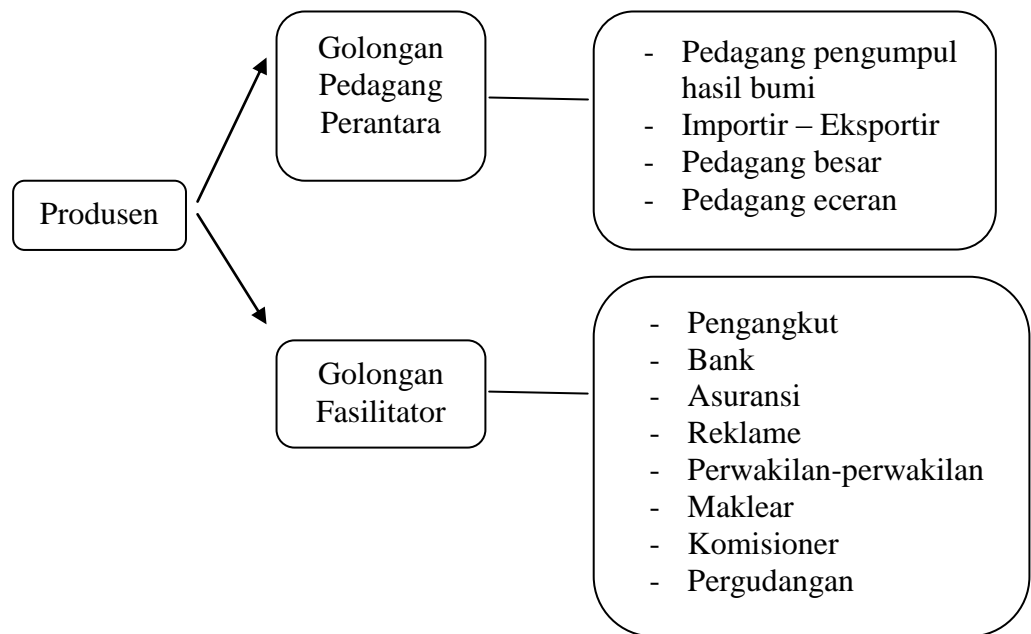 Produsen
Golongan
Pedagang
Perantara
- Pedagang pengumpul
hasil bumi
- Importir – Eksportir
- Pedagang besar
- Pedagang eceran
Golongan
Fasilitator
- Pengangkut
- Bank
- Asuransi
- Reklame
- Perwakilan-perwakilan
- Maklear
- Komisioner
- Pergudangan